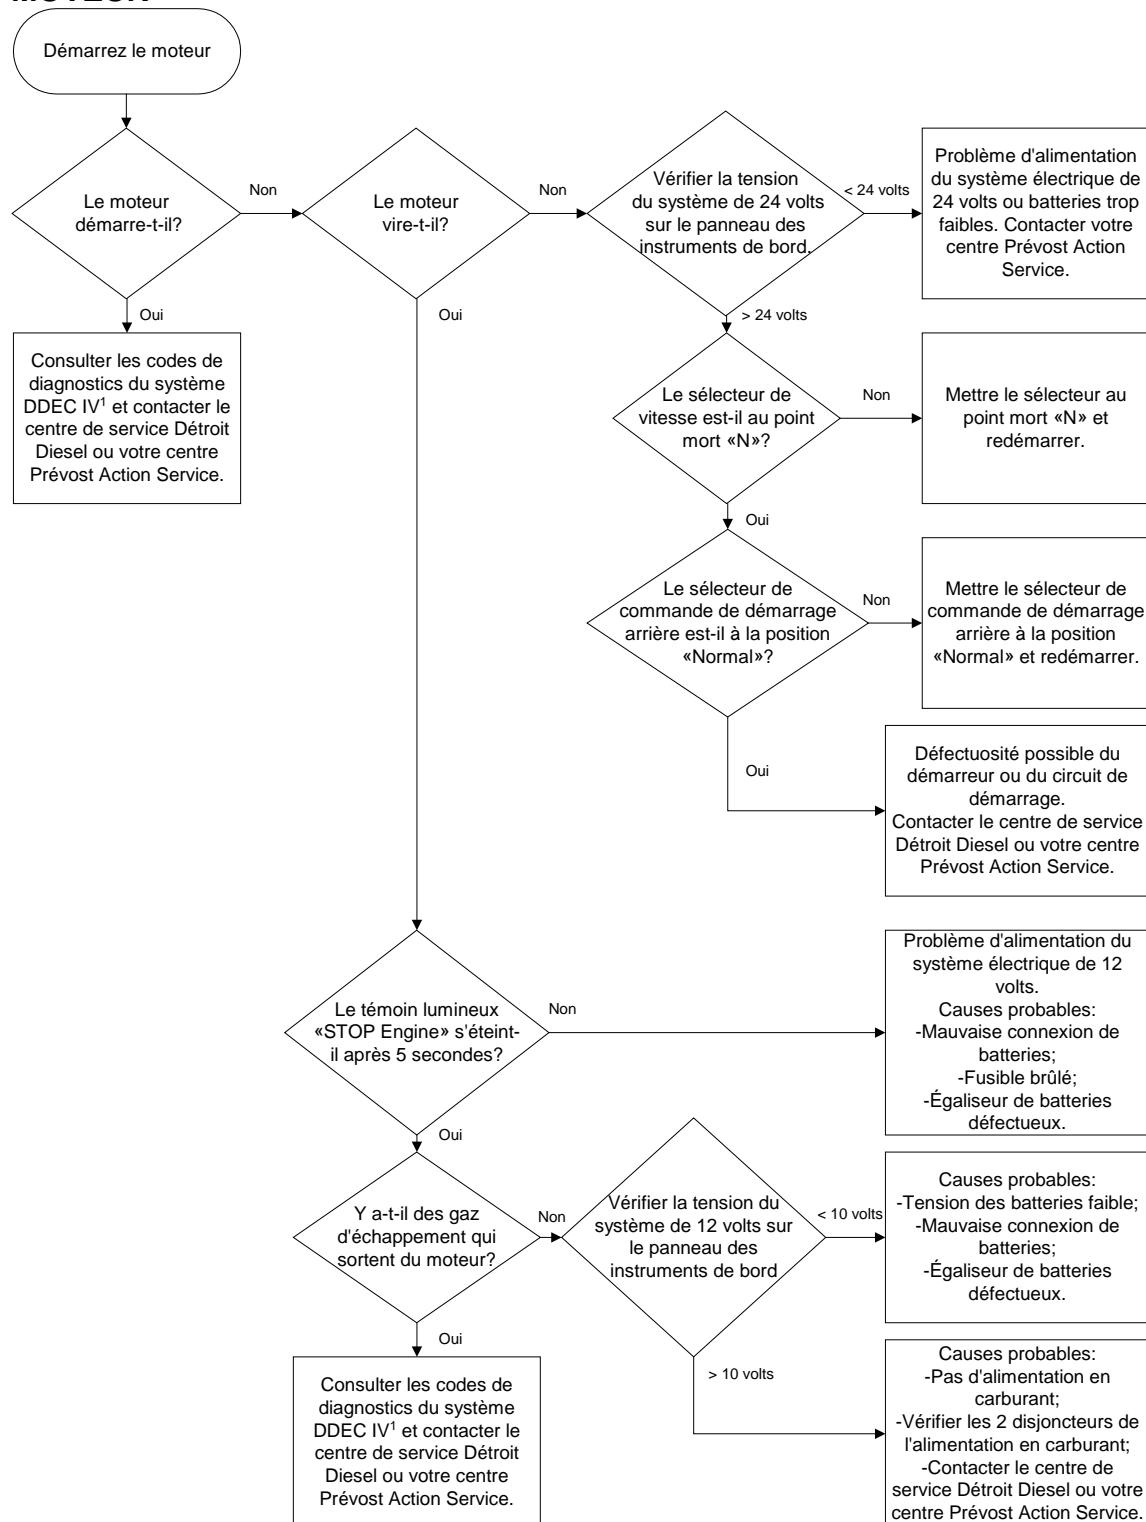 MOTEUR
Démarrez le moteur
Le moteur
démarre-t-il?
Non
Le moteur
vire-t-il?
Non
Vérifier la tension
du système de 24 volts
sur le panneau des
instruments de bord.
< 24 volts
Problème d'alimentation
du système électrique de
24 volts ou batteries trop
faibles. Contacter votre
centre Prévost Action
Service.
Oui
Oui
> 24 volts
Consulter les codes de
diagnostics du système
DDEC IV¹ et contacter le
centre de service Détroit
Diesel ou votre centre
Prévost Action Service.
Le sélecteur de
vitesse est-il au point
mort «N»?
Non
Mettre le sélecteur au
point mort «N» et
redémarrer.
Oui
Le sélecteur de
commande de démarrage
arrière est-il à la position
«Normal»?
Non
Mettre le sélecteur de
commande de démarrage
arrière à la position
«Normal» et redémarrer.
Oui
Défectuosité possible du
démarreur ou du circuit de
démarrage.
Contacter le centre de service
Détroit Diesel ou votre centre
Prévost Action Service.
Le témoin lumineux
«STOP Engine» s'éteint-
il après 5 secondes?
Non
Problème d'alimentation du
système électrique de 12
volts.
Causes probables:
-Mauvaise connexion de
batteries;
-Fusible brûlé;
-Égaliseur de batteries
défectueux.
Oui
Y a-t-il des gaz
d'échappement qui
sortent du moteur?
Non
Vérifier la tension du
système de 12 volts sur
le panneau des
instruments de bord
< 10 volts
Causes probables:
-Tension des batteries faible;
-Mauvaise connexion de
batteries;
-Égaliseur de batteries
défectueux.
Oui
> 10 volts
Consulter les codes de
diagnostics du système
DDEC IV¹ et contacter le
centre de service Détroit
Diesel ou votre centre
Prévost Action Service.
Causes probables:
-Pas d'alimentation en
carburant;
-Vérifier les 2 disjoncteurs de
l'alimentation en carburant;
-Contacter le centre de
service Détroit Diesel ou votre
centre Prévost Action Service.